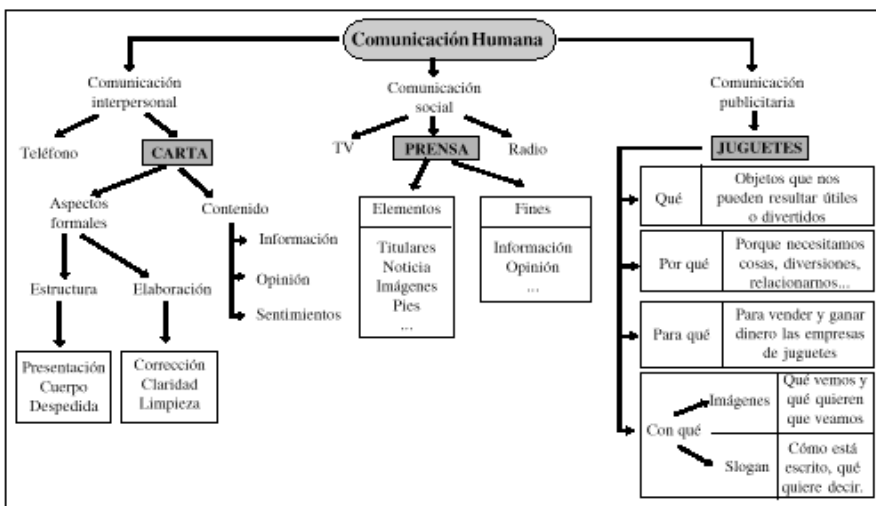 Comunicación Humana
Comunicación
interpersonal
Teléfono
CARTA
Aspectos
formales
Contenido
Información
Opinión
Sentimientos
Estructura
Elaboración
Presentación
Cuerpo
Despedida
Corrección
Claridad
Limpieza
Comunicación
social
TV
PRENSA
Radio
Elementos
Titulares
Noticia
Imágenes
Pies
...
Fines
Información
Opinión
...
Comunicación
publicitaria
JUGUETES
Qué
Objetos que nos
pueden resultar útiles
o divertidos
Por qué
Porque necesitamos
cosas, diversiones,
relacionarnos...
Para qué
Para vender y ganar
dinero las empresas
de juguetes
Con qué
Imágenes
Qué vemos y
qué quieren
que veamos
Slogan
Cómo está
escrito, qué
quiere decir.